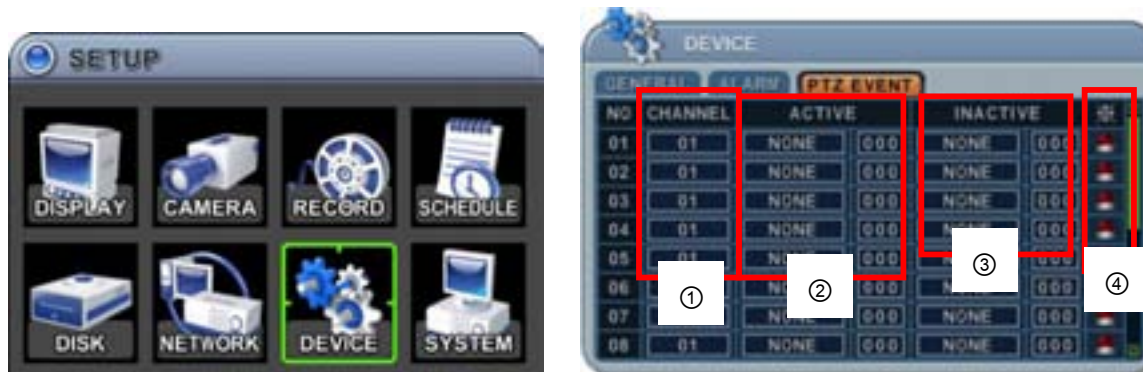 SETUP
DISPLAY CAMERA RECORD SCHEDULE
DISK NETWORK DEVICE SYSTEM
DEVICE
GENERAL ALARM PTZ EVENT
NO CHANNEL ACTIVE INACTIVE
01 01 NONE 000 NONE 000
02 01 NONE 000 NONE 000
03 01 NONE 000 NONE 000
04 01 NONE 000 NONE 000
05 01 NONE 000 NONE 000
06 000 NONE 000
07 000 NONE 000
08 01 NONE 000 NONE 000
① ② ③ ④